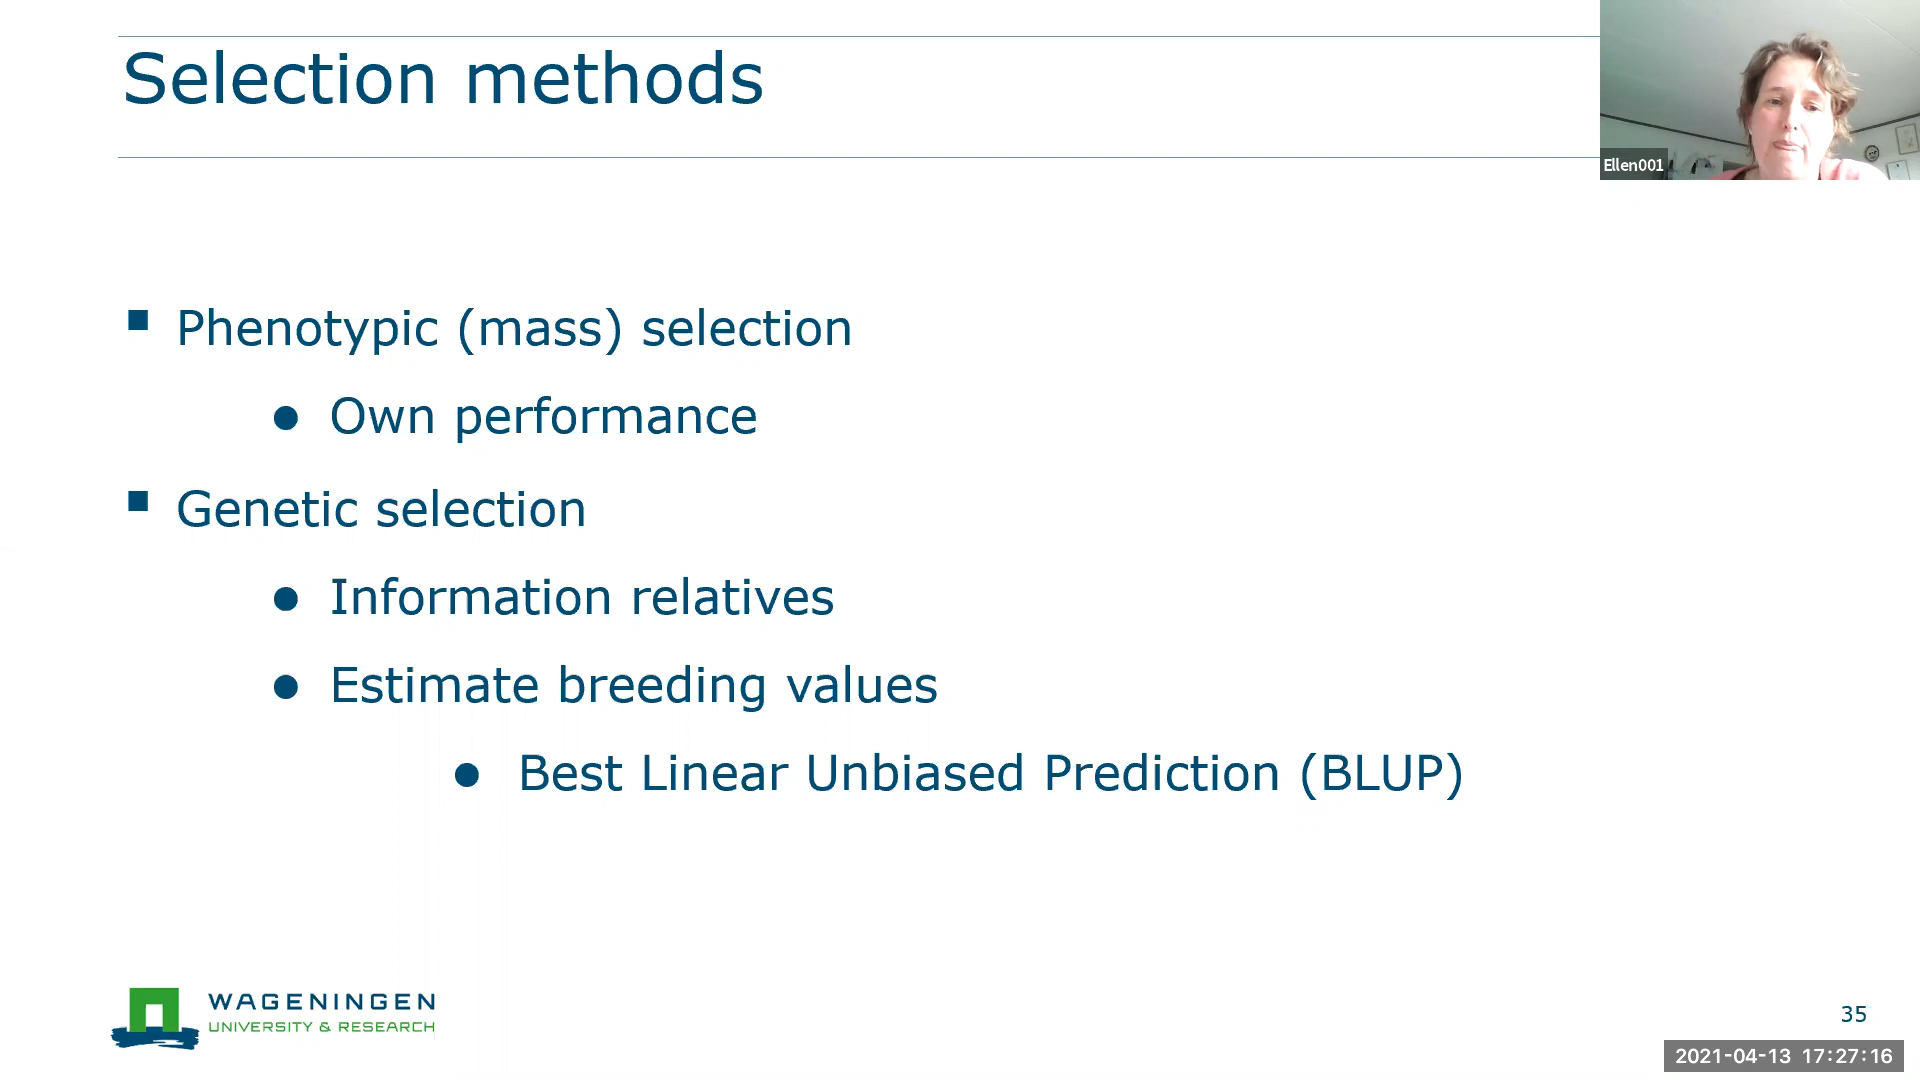 Selection methods
Ellen001
Phenotypic (mass) selection
Own performance
Genetic selection
Information relatives
Estimate breeding values
Best Linear Unbiased Prediction (BLUP)
WAGENINGEN
UNIVERSITY & RESEARCH
35
2021-04-13 17:27:16